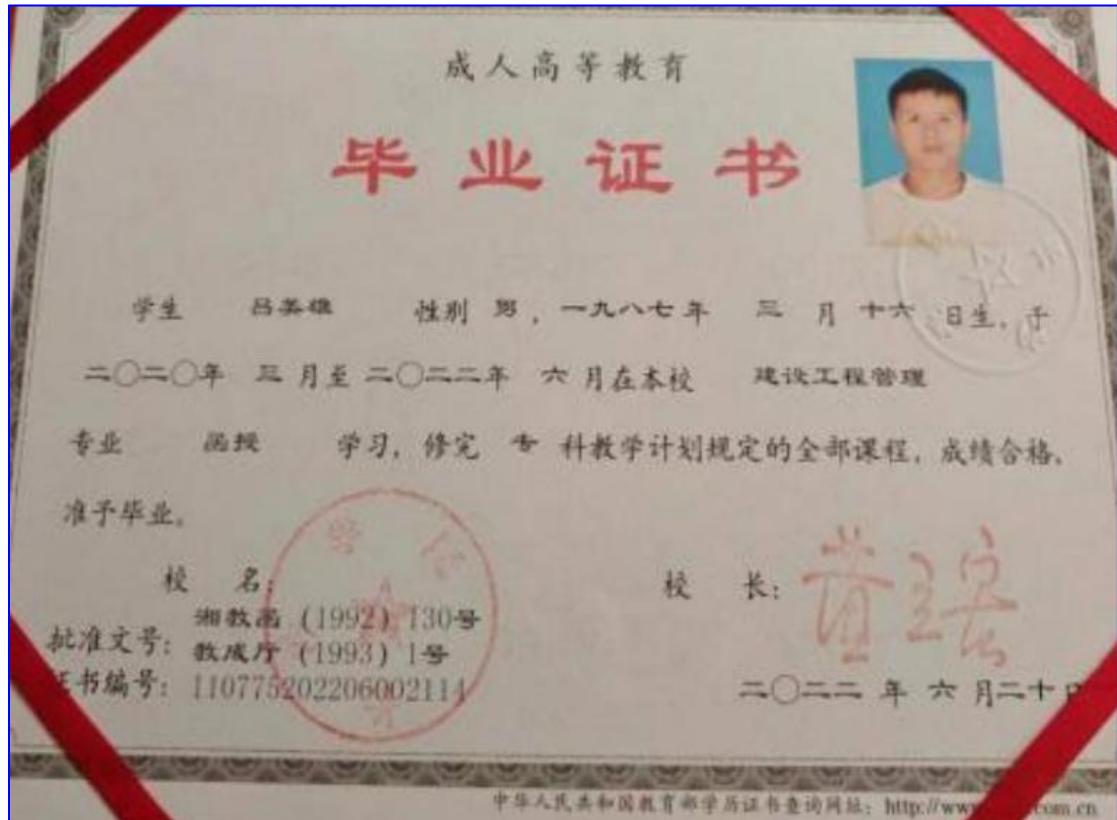 成人高等教育
毕业证书
学生 吕英雄 性别 男，一九八七年 三 月 十六 日生，于
二〇二〇年 三 月至 二〇二二年 六 月在本校 建设工程管理
专业 函授 学习，修完 专 科教学计划规定的全部课程，成绩合格，
准予毕业。
校 名：
校 长：
批准文号：湘教函（1992）130号
教成厅（1993）1号
证书编号：110775202206002114
二〇二二 年 六 月二十日
中华人民共和国教育部学历证书查询网址：http://www com.cn